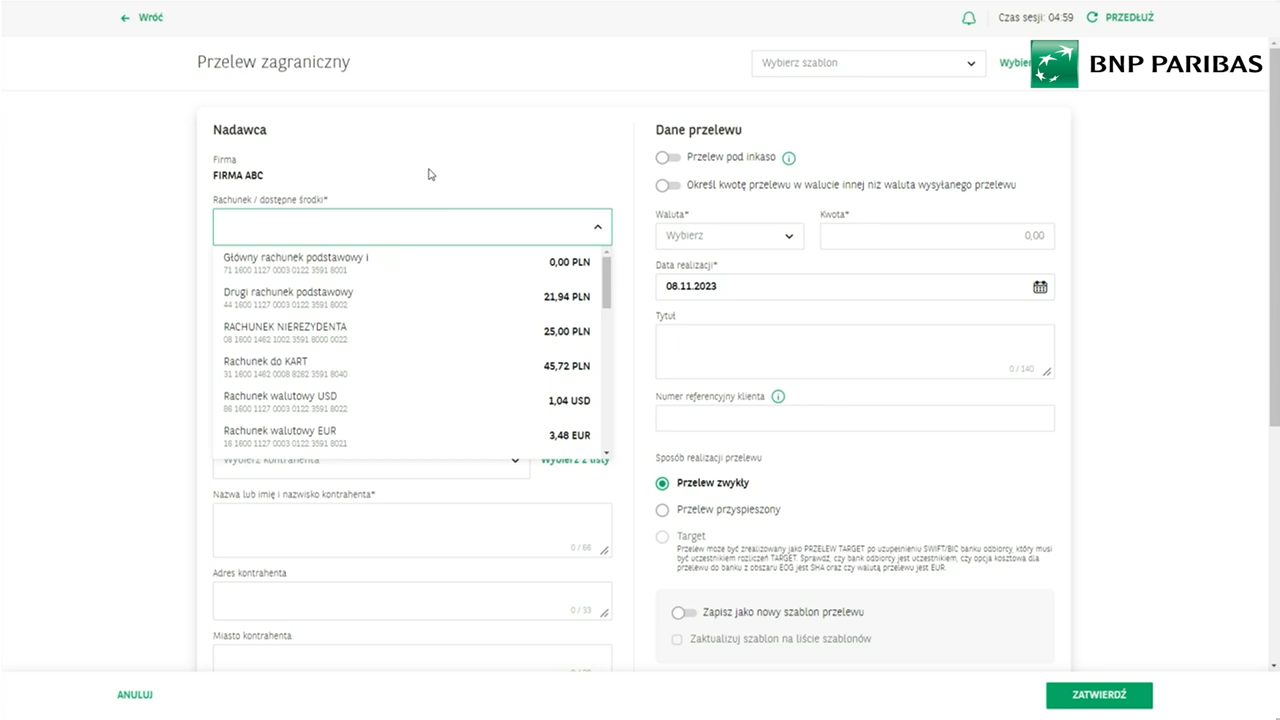 Wróć
Czas sesji: 04:59
PRZEDŁUŻ
Przelew zagraniczny
Wybierz szablon
BNP PARIBAS
Nadawca
Firma
FIRMA ABC
Rachunek / dostępne środki*
Główny rachunek podstawowy i
0,00 PLN
71 1600 1127 0003 0122 3591 8001
Drugi rachunek podstawowy
21,94 PLN
44 1600 1127 0003 0122 3591 8002
RACHUNEK NIEREZYDENTA
25,00 PLN
08 1600 1462 1002 3591 8000 0022
Rachunek do KART
45,72 PLN
31 1600 1462 0008 8262 3591 8040
Rachunek walutowy USD
1,04 USD
86 1600 1127 0003 0122 3591 8022
Rachunek walutowy EUR
3,48 EUR
16 1600 1127 0003 0122 3591 8021
Wybierz kontrahenta
Wybierz z listy
Nazwa lub imię i nazwisko kontrahenta*
0 / 66
Adres kontrahenta
0 / 33
Miasto kontrahenta
Dane przelewu
Przelew pod inkaso
Określ kwotę przelewu w walucie innej niż waluta wysyłanego przelewu
Waluta*
Kwota*
Wybierz
0,00
Data realizacji*
08.11.2023
Tytuł
0 / 140
Numer referencyjny klienta
Sposób realizacji przelewu
Przelew zwykły
Przelew przyspieszony
Target
Przelew może być zrealizowany jako PRZELEW TARGET po uzupełnieniu SWIFT/BIC banku odbiorcy, który musi
być uczestnikiem rozliczeń TARGET. Sprawdź, czy bank odbiorcy jest uczestnikiem, czy opcja kosztowa dla
przelewu do banku z obszaru EOG jest SHA oraz czy walutą przelewu jest EUR.
Zapisz jako nowy szablon przelewu
Zaktualizuj szablon na liście szablonów
ANULUJ
ZATWIERDŹ